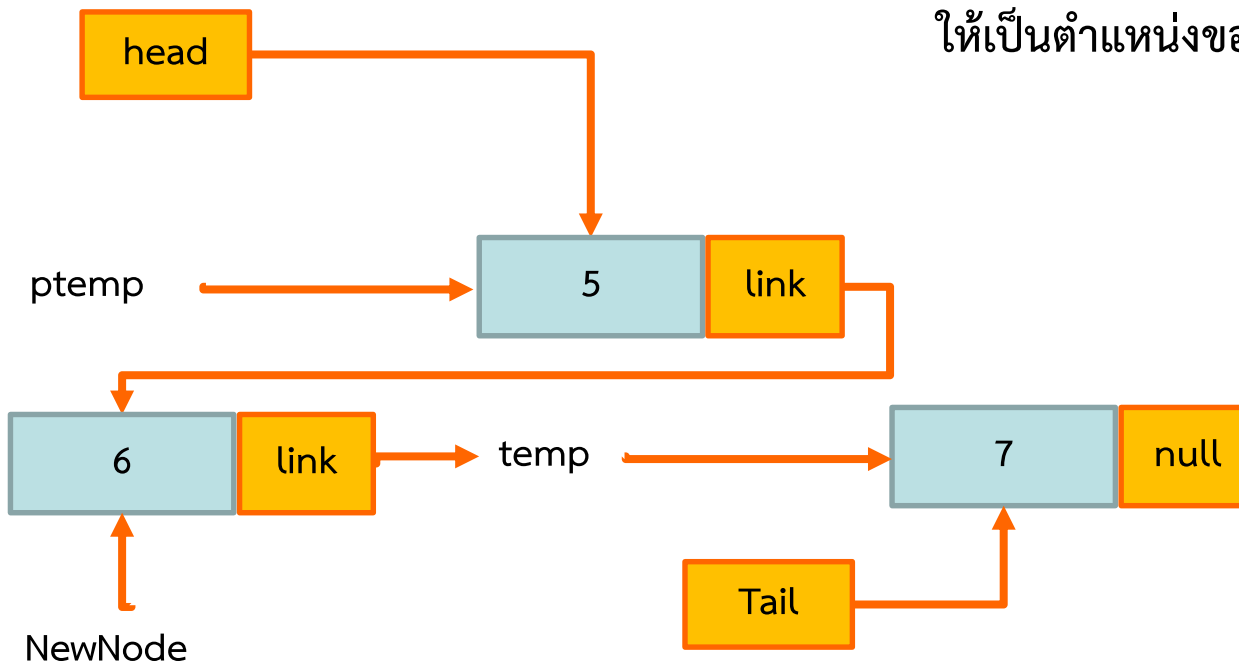 ให้เป็นตำแหน่งขอ
head
ptemp
5 link
6 link temp 7 null
Tail
NewNode